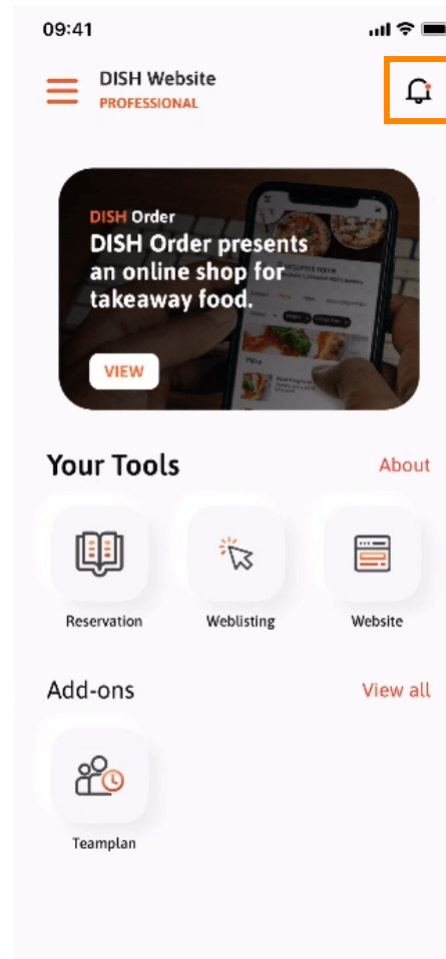 09:41
DISH Website
PROFESSIONAL
DISH Order
DISH Order presents
an online shop for
takeaway food.
VIEW
Your Tools
About
Reservation
Weblisting
Website
Add-ons
View all
Teamplan